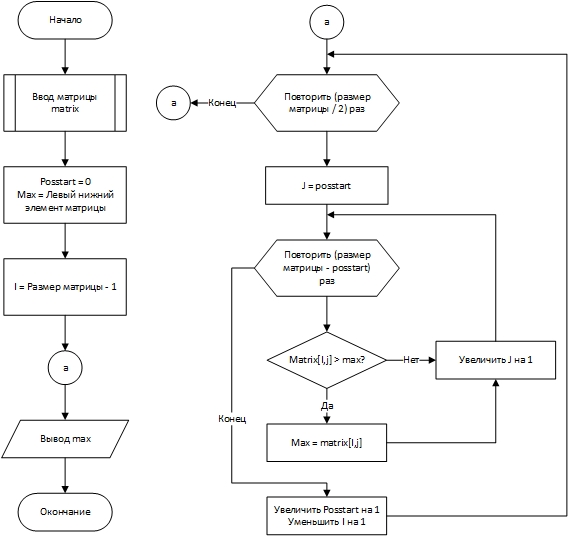 Начало
Ввод матрицы
matrix
Posstart = 0
Max = Левый нижний
элемент матрицы
I = Размер матрицы - 1
a
Вывод max
Окончание
a
Повторить (размер
матрицы / 2) раз
Конец
a
J = posstart
Повторить (размер
матрицы - posstart)
раз
Matrix[I,j] > max?
Нет
Увеличить J на 1
Да
Конец
Max = matrix[I,j]
Увеличить Posstart на 1
Уменьшить I на 1